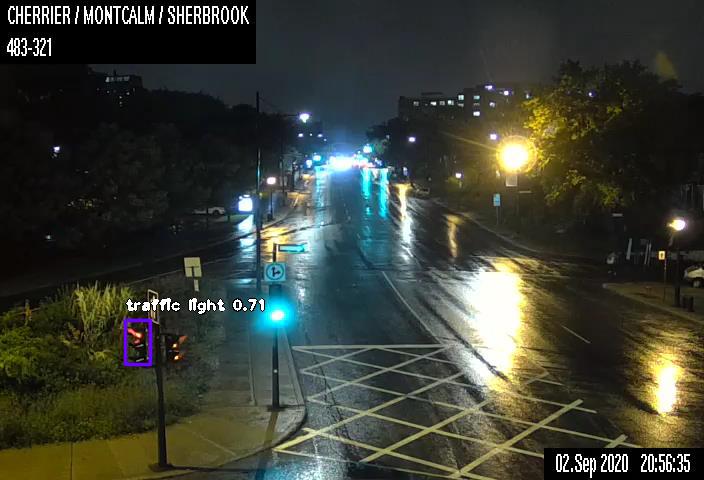 CHERRIER / MONTCALM / SHERBROOK
483-321
traffic light 0.71
02.Sep 2020 20:56:35